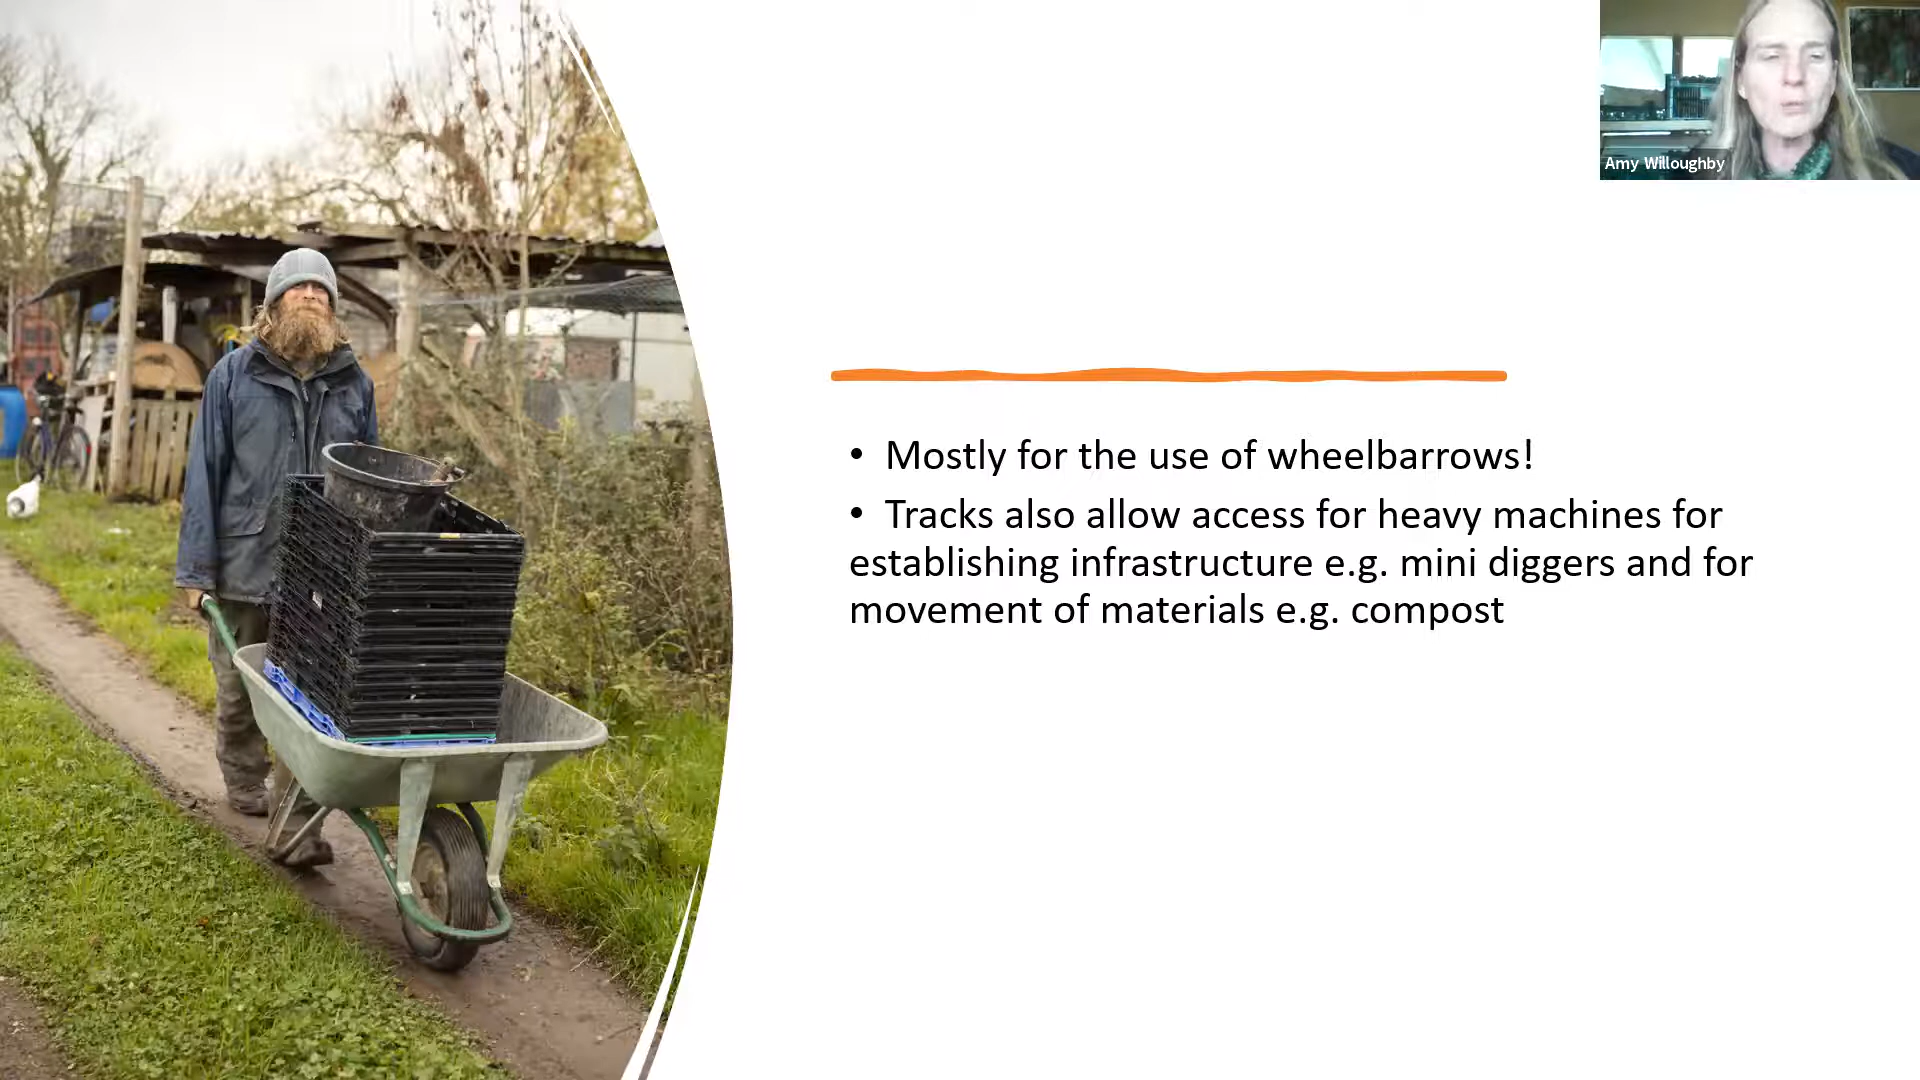 Amy Willoughby
• Mostly for the use of wheelbarrows!
• Tracks also allow access for heavy machines for
establishing infrastructure e.g. mini diggers and for
movement of materials e.g. compost